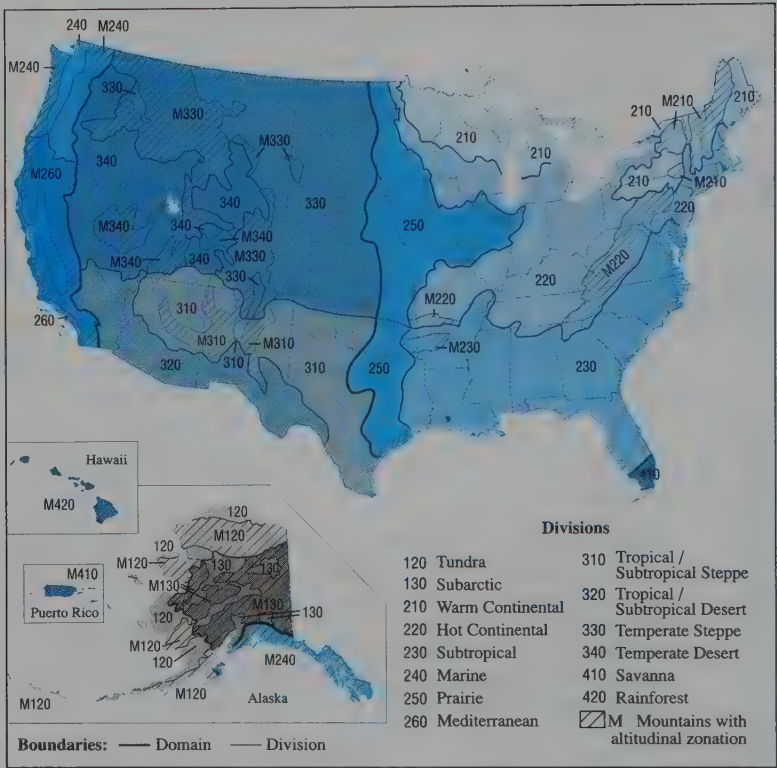 240 M240
M240
330
M330
M330
340
M260
340
330
340
M340
M340
M340
340
M330
330
310
M310
M310
310
310
320
260
250
250
210
210
210
M210
210
210
M210
220
M220
220
M220
M230
230
410
Hawaii
M420
M410
Puerto Rico
120
M120
120
M120
130
130
M130
M130
130
120
M120
120
M240
M120
M120
Alaska
Divisions
120 Tundra
130 Subarctic
210 Warm Continental
220 Hot Continental
230 Subtropical
240 Marine
250 Prairie
260 Mediterranean
310 Tropical /
Subtropical Steppe
320 Tropical /
Subtropical Desert
330 Temperate Steppe
340 Temperate Desert
410 Savanna
420 Rainforest
M Mountains with
altitudinal zonation
Boundaries: Domain Division